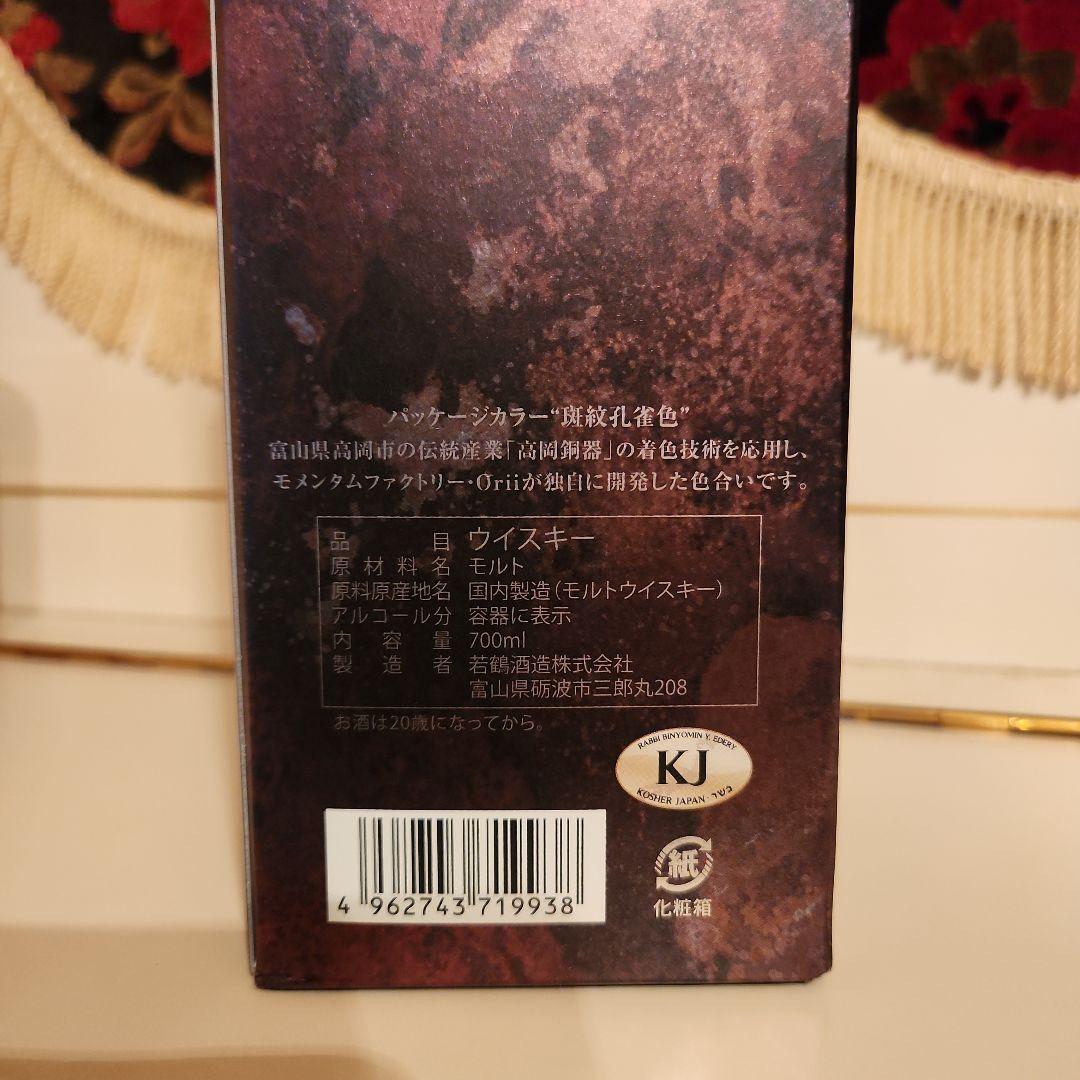 パッケージカラー“斑紋孔雀色”
富山県高岡市の伝統産業「高岡銅器」の着色技術を応用し、
モメンタムファクトリー・Oriiが独自に開発した色合いです。
品目 ウイスキー
原材料名 モルト
原料原産地名 国内製造(モルトウイスキー)
アルコール分 容器に表示
内容量 700ml
製造者 若鶴酒造株式会社
富山県砺波市三郎丸208
お酒は20歳になってから。
RABBI BINYOMIN Y. EDERY
KJ
KOSHER JAPAN · כשר
紙
化粧箱
4 962743 719938